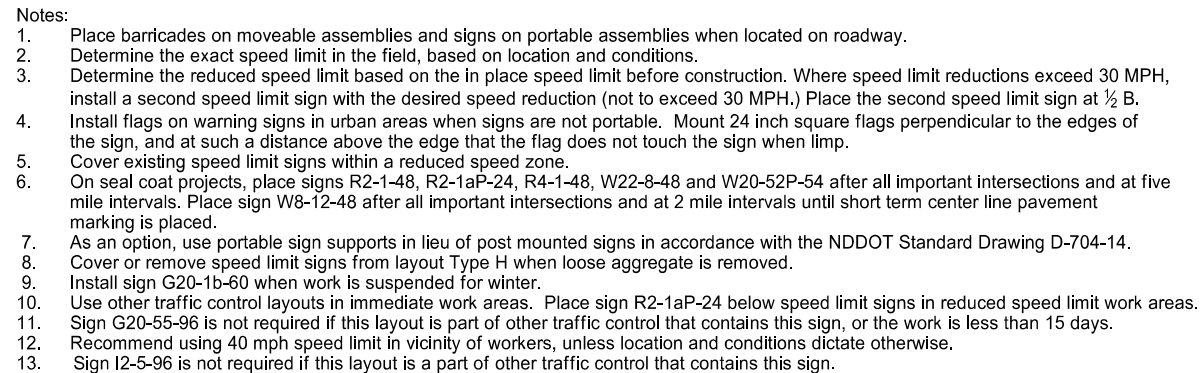 Notes:
1. Place barricades on moveable assemblies and signs on portable assemblies when located on roadway.
2. Determine the exact speed limit in the field, based on location and conditions.
3. Determine the reduced speed limit based on the in place speed limit before construction. Where speed limit reductions exceed 30 MPH,
install a second speed limit sign with the desired speed reduction (not to exceed 30 MPH.) Place the second speed limit sign at ½ B.
4. Install flags on warning signs in urban areas when signs are not portable. Mount 24 inch square flags perpendicular to the edges of
the sign, and at such a distance above the edge that the flag does not touch the sign when limp.
5. Cover existing speed limit signs within a reduced speed zone.
6. On seal coat projects, place signs R2-1-48, R2-1aP-24, R4-1-48, W22-8-48 and W20-52P-54 after all important intersections and at five
mile intervals. Place sign W8-12-48 after all important intersections and at 2 mile intervals until short term center line pavement
marking is placed.
7. As an option, use portable sign supports in lieu of post mounted signs in accordance with the NDDOT Standard Drawing D-704-14.
8. Cover or remove speed limit signs from layout Type H when loose aggregate is removed.
9. Install sign G20-1b-60 when work is suspended for winter.
10. Use other traffic control layouts in immediate work areas. Place sign R2-1aP-24 below speed limit signs in reduced speed limit work areas.
11. Sign G20-55-96 is not required if this layout is part of other traffic control that contains this sign, or the work is less than 15 days.
12. Recommend using 40 mph speed limit in vicinity of workers, unless location and conditions dictate otherwise.
13. Sign I2-5-96 is not required if this layout is a part of other traffic control that contains this sign.